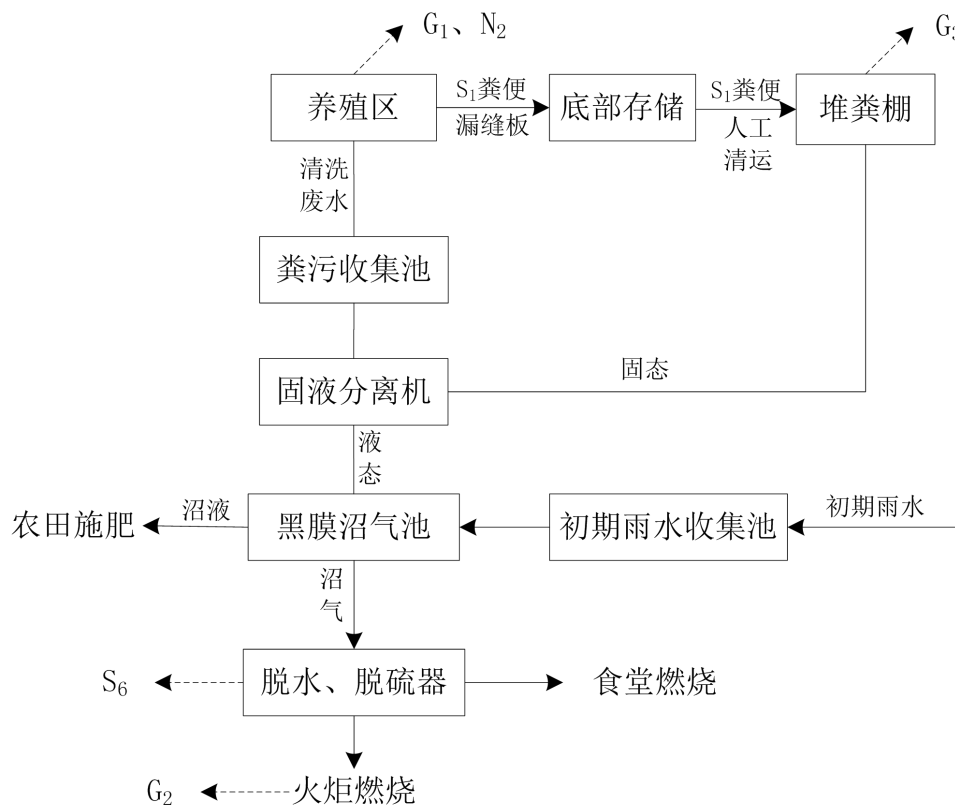 G₁、N₂
G₃
养殖区
S₁粪便
漏缝板
底部存储
S₁粪便
人工
清运
堆粪棚
清洗
废水
粪污收集池
固液分离机
固态
液
态
农田施肥
沼液
黑膜沼气池
初期雨水收集池
初期雨水
沼
气
S₆
脱水、脱硫器
食堂燃烧
G₂
火炬燃烧